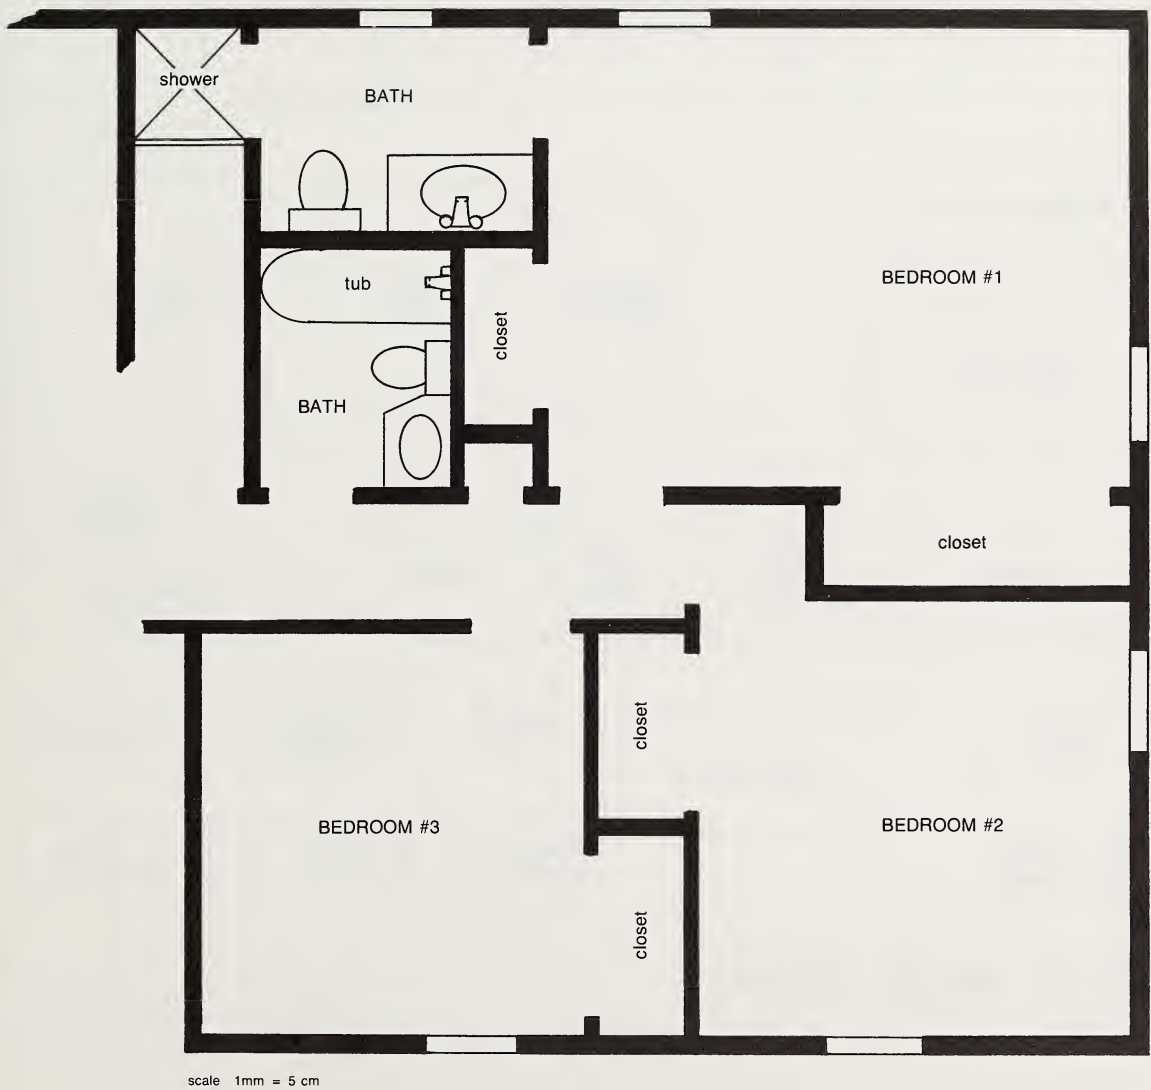 shower
BATH
BEDROOM #1
tub
closet
BATH
closet
closet
BEDROOM #3
BEDROOM #2
closet
scale 1mm = 5 cm